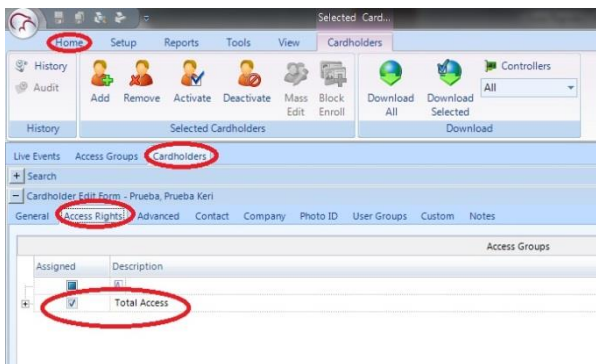 Selected Card...
Home Setup Reports Tools View Cardholders
History
Audit
Add Remove Activate Deactivate Mass Edit Block Enroll
Download All Download Selected
Controllers
All
History Selected Cardholders Download
Live Events Access Groups Cardholders
Search
Cardholder Edit Form - Prueba, Prueba Keri
General Access Rights Advanced Contact Company Photo ID User Groups Custom Notes
Access Groups
Assigned Description
A
Total Access